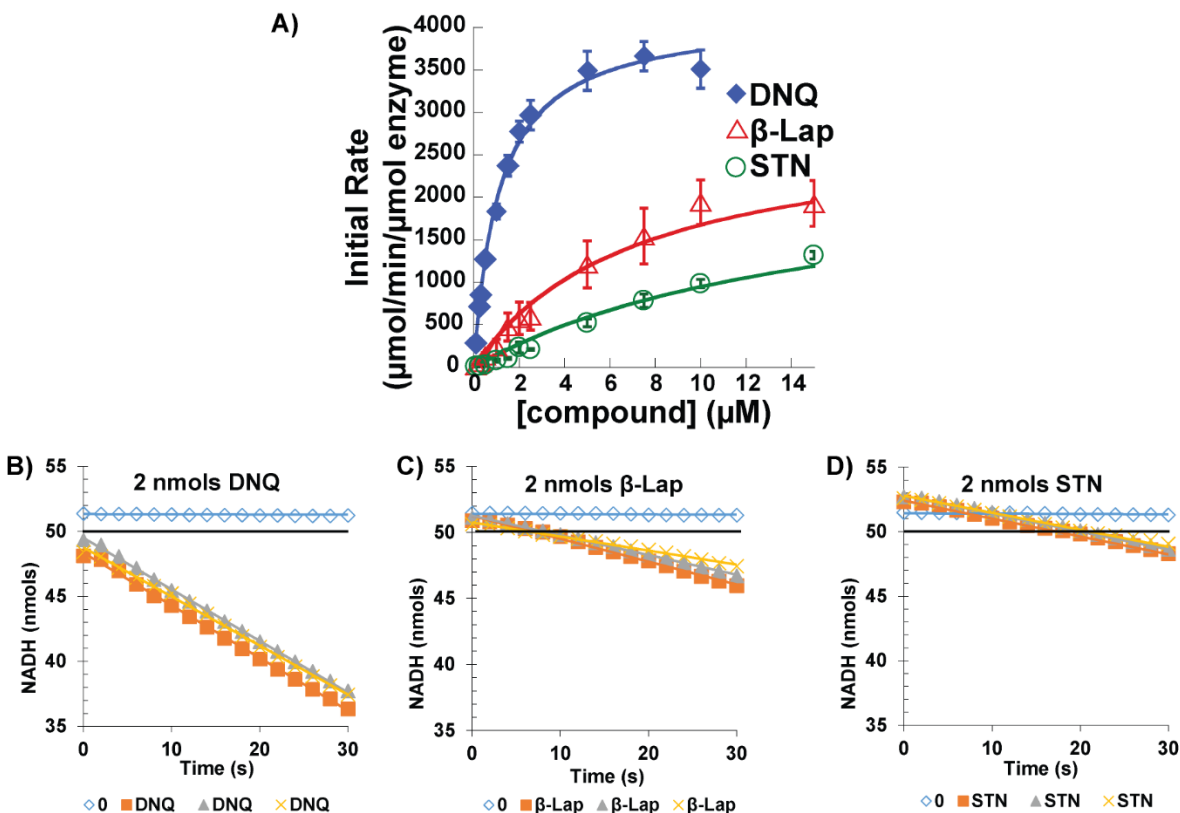 A)
Initial Rate
(µmol/min/µmol enzyme)
4000
3500
3000
2500
2000
1500
1000
500
0
0 2 4 6 8 10 12 14
[compound] (µM)
DNQ
β-Lap
STN
B)
2 nmols DNQ
NADH (nmols)
55
50
45
40
35
0 10 20 30
Time (s)
0 DNQ DNQ DNQ
C)
2 nmols β-Lap
NADH (nmols)
55
50
45
40
35
0 10 20 30
Time (s)
0 β-Lap β-Lap β-Lap
D)
2 nmols STN
NADH (nmols)
55
50
45
40
35
0 10 20 30
Time (s)
0 STN STN STN